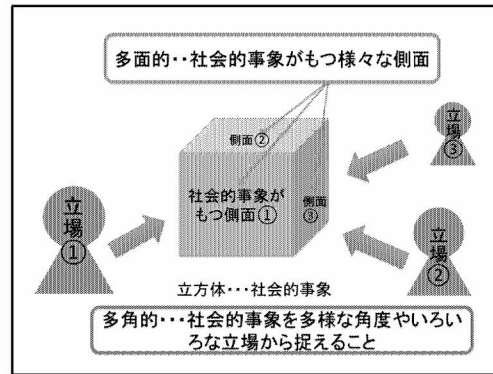 多面的・・社会的事象がもつ様々な側面
側面②
社会的事象が
もつ側面①
側面
③
立場①
立場③
立場②
立方体・・・社会的事象
多角的・・・社会的事象を多様な角度やいろい
ろな立場から捉えること